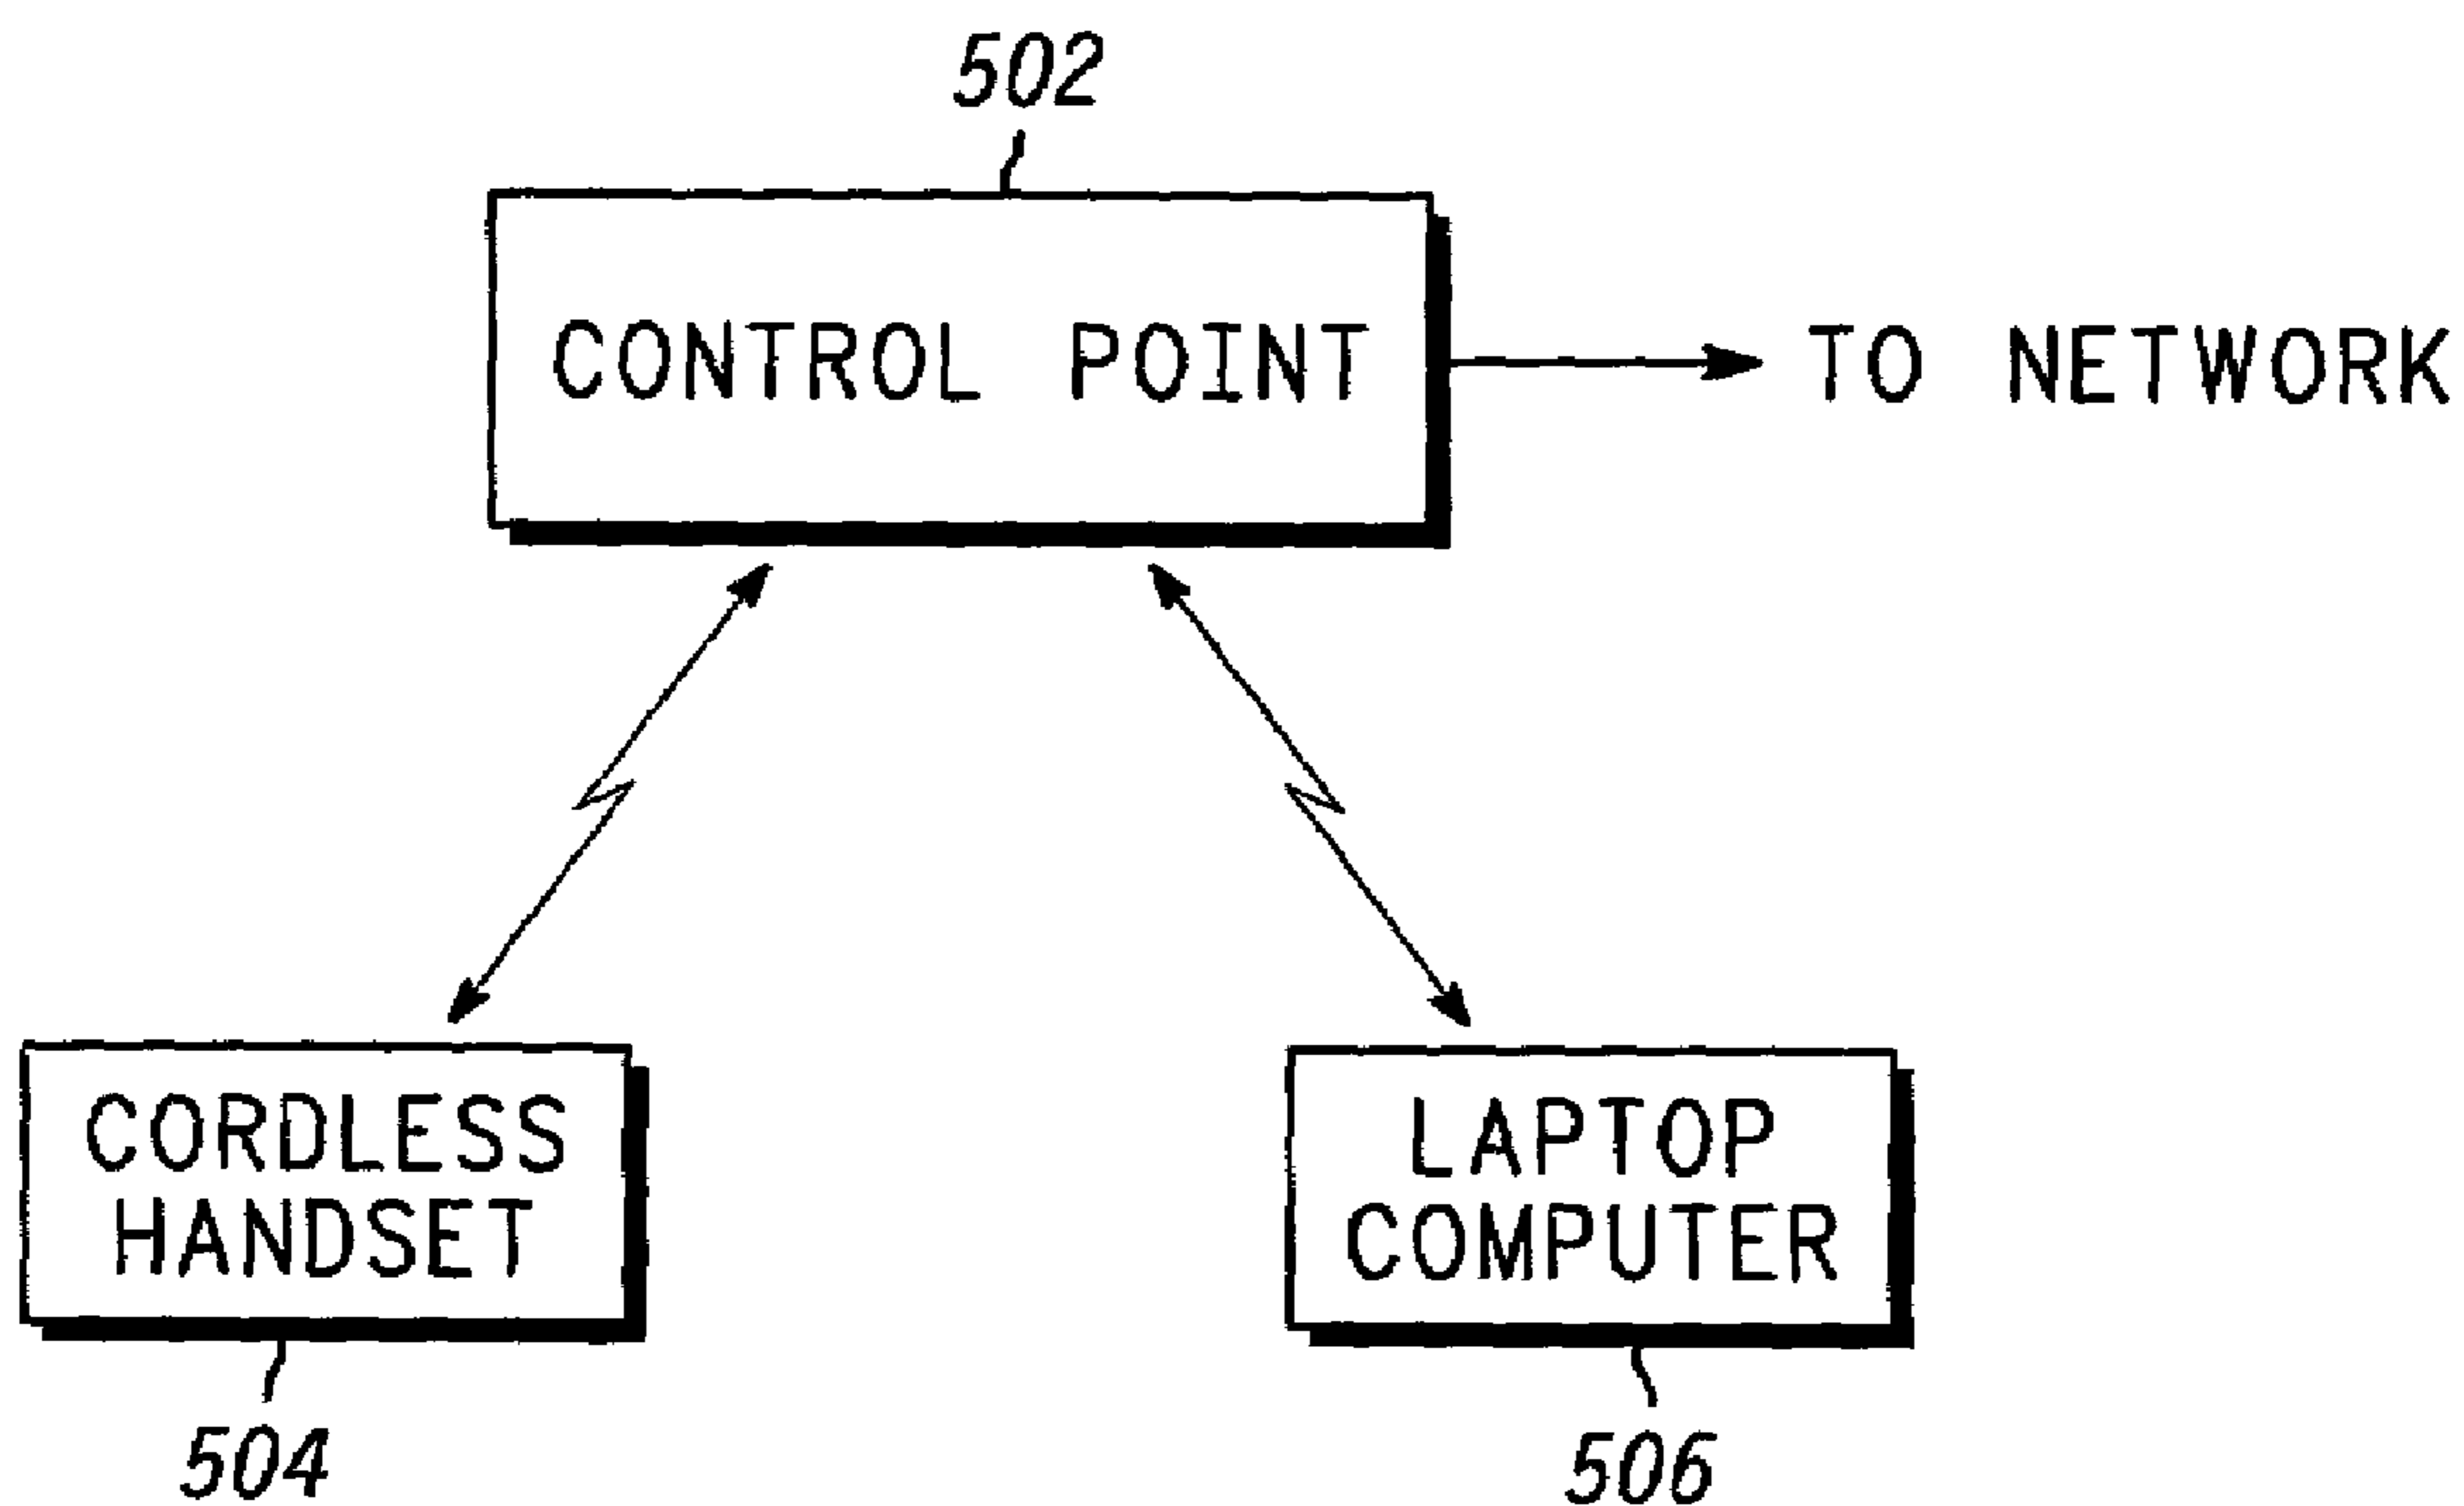 502
CONTROL POINT
TO NETWORK
CORDLESS
HANDSET
LAPTOP
COMPUTER
504
506